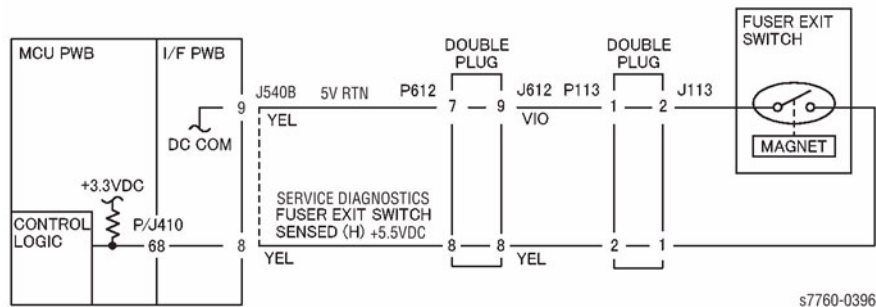 FUSER EXIT
SWITCH
MCU PWB
I/F PWB
DOUBLE
PLUG
DOUBLE
PLUG
9
J540B
5V RTN
P612
7
9
J612
P113
1
2
J113
YEL
VIO
DC COM
MAGNET
+3.3VDC
SERVICE DIAGNOSTICS
FUSER EXIT SWITCH
SENSED (H) +5.5VDC
CONTROL
LOGIC
P/J410
68
8
8
8
2
1
YEL
YEL
s7760-0396